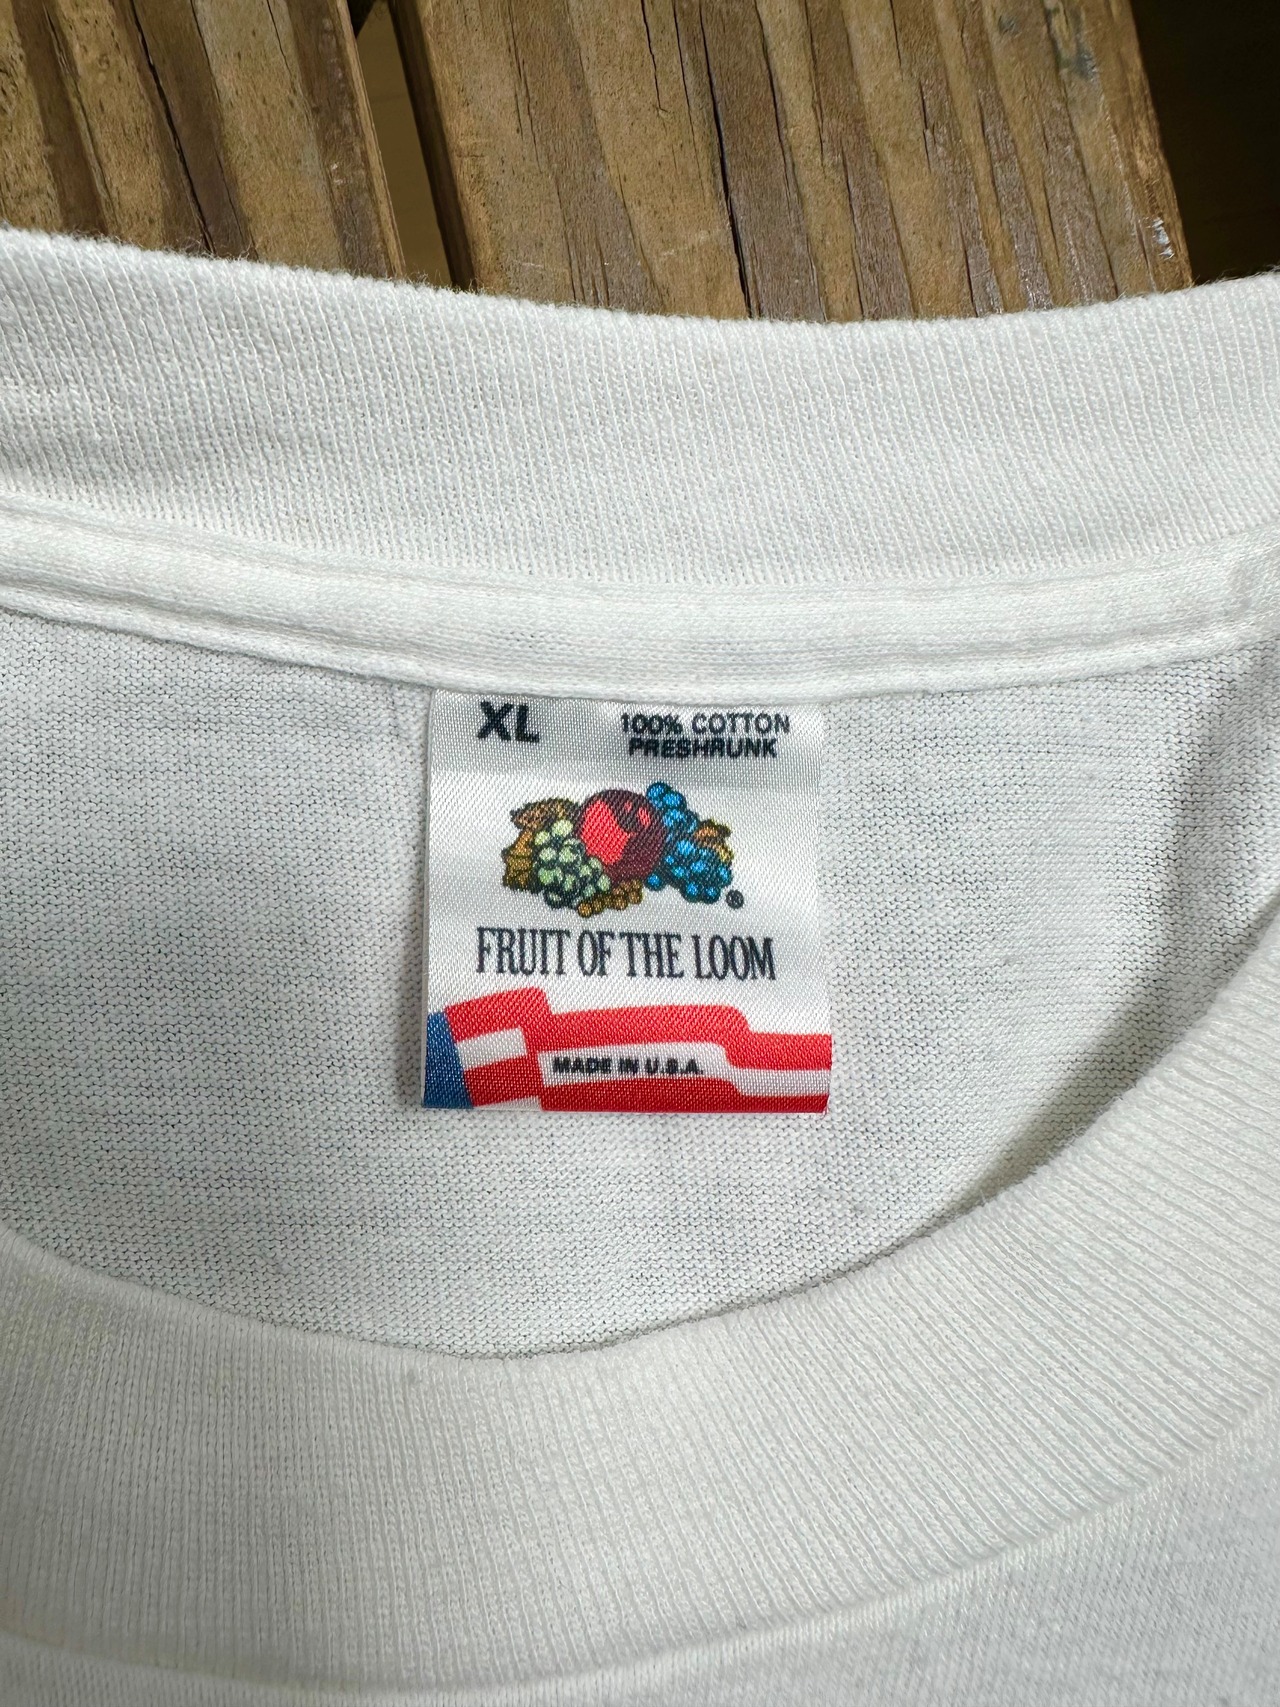 XL
100% COTTON
PRESHRUNK
®
FRUIT OF THE LOOM
MADE IN U.S.A.